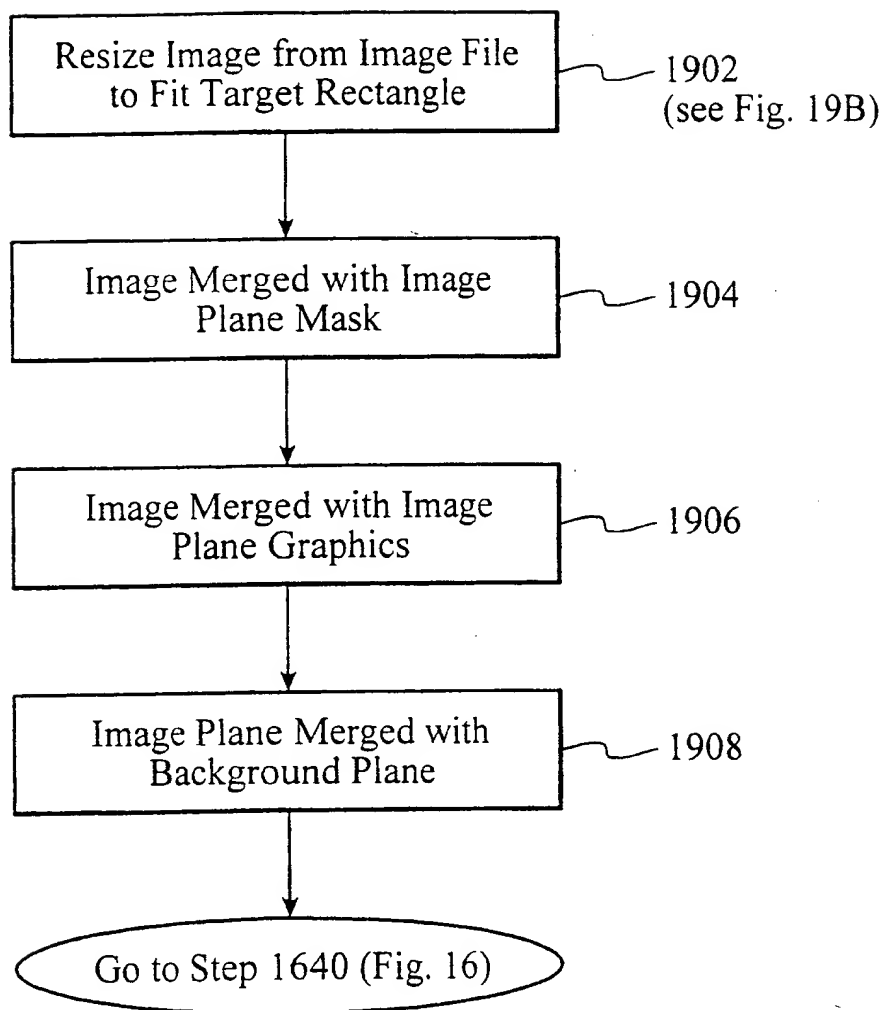 Resize Image from Image File
to Fit Target Rectangle
1902
(see Fig. 19B)
Image Merged with Image
Plane Mask
1904
Image Merged with Image
Plane Graphics
1906
Image Plane Merged with
Background Plane
1908
Go to Step 1640 (Fig. 16)